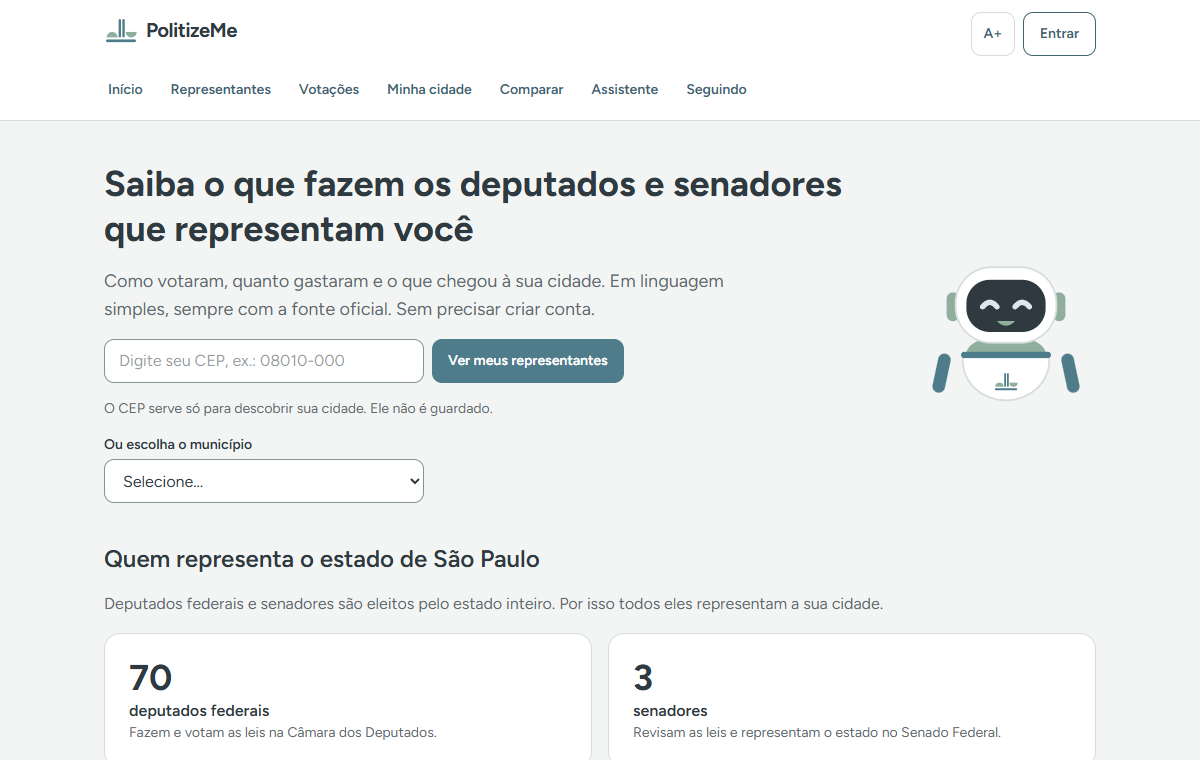 PolitizeMe
A+
Entrar
Início
Representantes
Votações
Minha cidade
Comparar
Assistente
Seguindo
Saiba o que fazem os deputados e senadores
que representam você
Como votaram, quanto gastaram e o que chegou à sua cidade. Em linguagem
simples, sempre com a fonte oficial. Sem precisar criar conta.
Digite seu CEP, ex.: 08010-000
Ver meus representantes
O CEP serve só para descobrir sua cidade. Ele não é guardado.
Ou escolha o município
Selecione...
Quem representa o estado de São Paulo
Deputados federais e senadores são eleitos pelo estado inteiro. Por isso todos eles representam a sua cidade.
70
deputados federais
Fazem e votam as leis na Câmara dos Deputados.
3
senadores
Revisam as leis e representam o estado no Senado Federal.